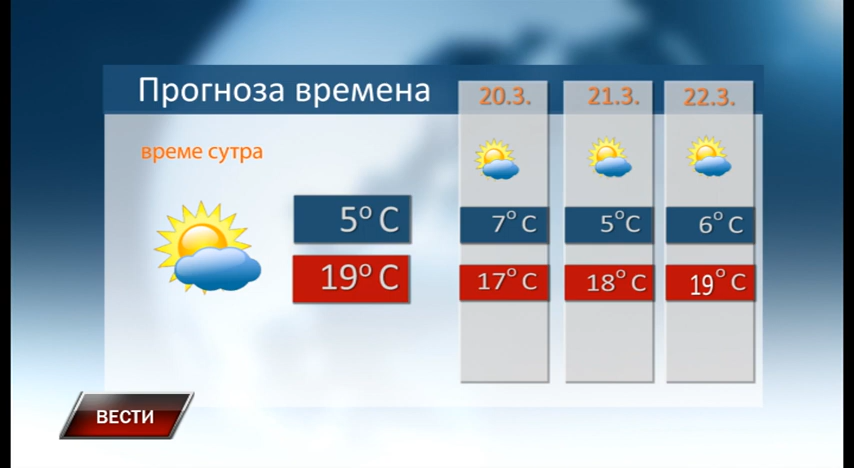 Прогноза времена
време сутра
5° C
19° C
20.3.
7° C
17° C
21.3.
5°C
18° C
22.3.
6° C
19° C
ВЕСТИ